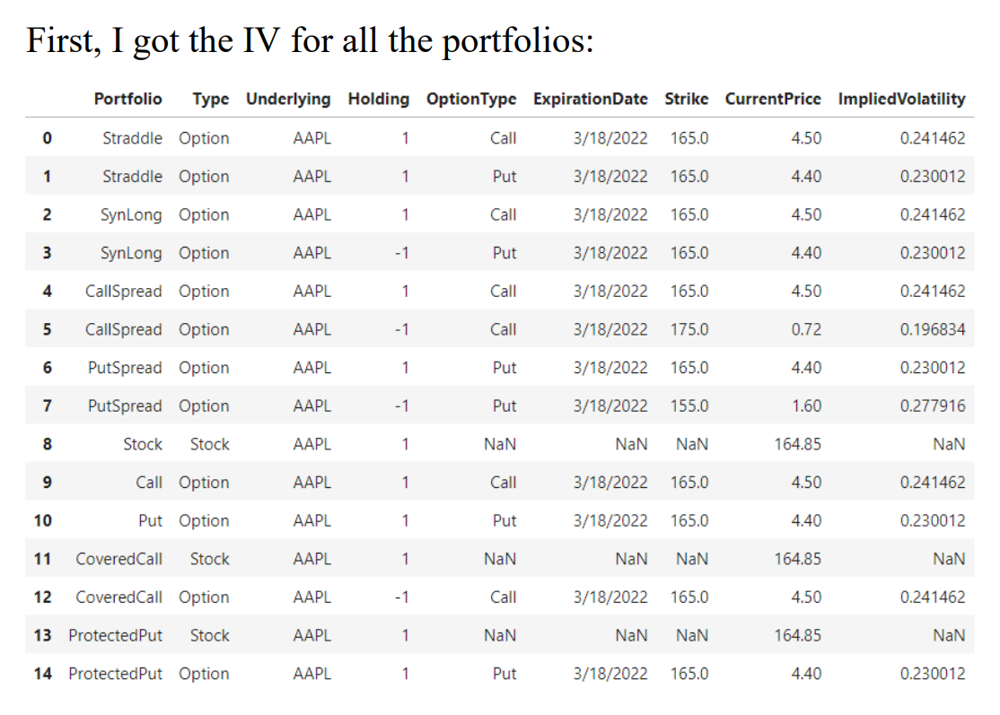 First, I got the IV for all the portfolios:
Portfolio Type Underlying Holding OptionType ExpirationDate Strike CurrentPrice ImpliedVolatility
0 Straddle Option AAPL 1 Call 3/18/2022 165.0 4.50 0.241462
1 Straddle Option AAPL 1 Put 3/18/2022 165.0 4.40 0.230012
2 SynLong Option AAPL 1 Call 3/18/2022 165.0 4.50 0.241462
3 SynLong Option AAPL -1 Put 3/18/2022 165.0 4.40 0.230012
4 CallSpread Option AAPL 1 Call 3/18/2022 165.0 4.50 0.241462
5 CallSpread Option AAPL -1 Call 3/18/2022 175.0 0.72 0.196834
6 PutSpread Option AAPL 1 Put 3/18/2022 165.0 4.40 0.230012
7 PutSpread Option AAPL -1 Put 3/18/2022 155.0 1.60 0.277916
8 Stock Stock AAPL 1 NaN NaN NaN 164.85 NaN
9 Call Option AAPL 1 Call 3/18/2022 165.0 4.50 0.241462
10 Put Option AAPL 1 Put 3/18/2022 165.0 4.40 0.230012
11 CoveredCall Stock AAPL 1 NaN NaN NaN 164.85 NaN
12 CoveredCall Option AAPL -1 Call 3/18/2022 165.0 4.50 0.241462
13 ProtectedPut Stock AAPL 1 NaN NaN NaN 164.85 NaN
14 ProtectedPut Option AAPL 1 Put 3/18/2022 165.0 4.40 0.230012